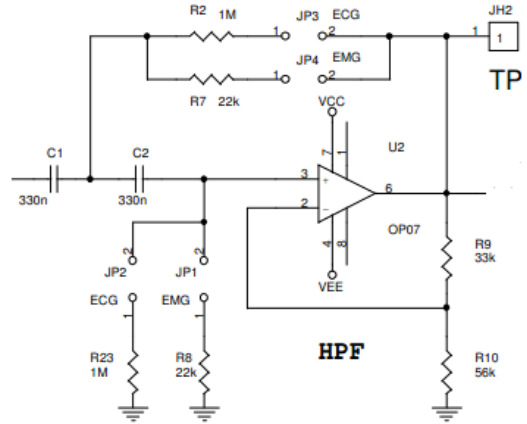 R2 1M JP3 ECG JH2
1 2 1 1
TP
JP4 EMG
1 2
R7 22k
VCC
U2
C1 C2 7 1
3 + 6
330n 330n 2 −
OP07
4 8
R9
33k
2 2
JP2 JP1
VEE
ECG EMG
1 1
HPF
R23 R8 R10
1M 22k 56k